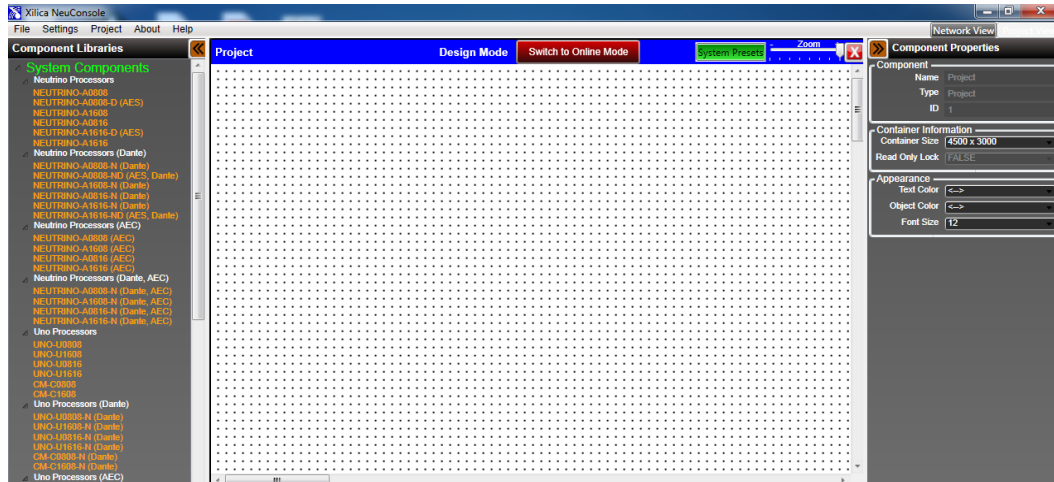 Xilica NeuConsole
File Settings Project About Help
Network View
Component Libraries
Project
Design Mode
Switch to Online Mode
System Presets
Zoom
X
Component Properties
System Components
Neutrino Processors
NEUTRINO-A0808
NEUTRINO-A0808-D (AES)
NEUTRINO-A1608
NEUTRINO-A0816
NEUTRINO-A1616-D (AES)
NEUTRINO-A1616
Neutrino Processors (Dante)
NEUTRINO-A0808-N (Dante)
NEUTRINO-A0808-ND (AES, Dante)
NEUTRINO-A1608-N (Dante)
NEUTRINO-A0816-N (Dante)
NEUTRINO-A1616-N (Dante)
NEUTRINO-A1616-ND (AES, Dante)
Neutrino Processors (AEC)
NEUTRINO-A0808 (AEC)
NEUTRINO-A1608 (AEC)
NEUTRINO-A0816 (AEC)
NEUTRINO-A1616 (AEC)
Neutrino Processors (Dante, AEC)
NEUTRINO-A0808-N (Dante, AEC)
NEUTRINO-A1608-N (Dante, AEC)
NEUTRINO-A0816-N (Dante, AEC)
NEUTRINO-A1616-N (Dante, AEC)
Uno Processors
UNO-U0808
UNO-U1608
UNO-U0816
UNO-U1616
CM-C0808
CM-C1608
Uno Processors (Dante)
UNO-U0808-N (Dante)
UNO-U1608-N (Dante)
UNO-U0816-N (Dante)
UNO-U1616-N (Dante)
CM-C0808-N (Dante)
CM-C1608-N (Dante)
Uno Processors (AEC)
Component
Name Project
Type Project
ID 1
Container Information
Container Size 4500 x 3000
Read Only Lock FALSE
Appearance
Text Color <-->
Object Color <-->
Font Size 12